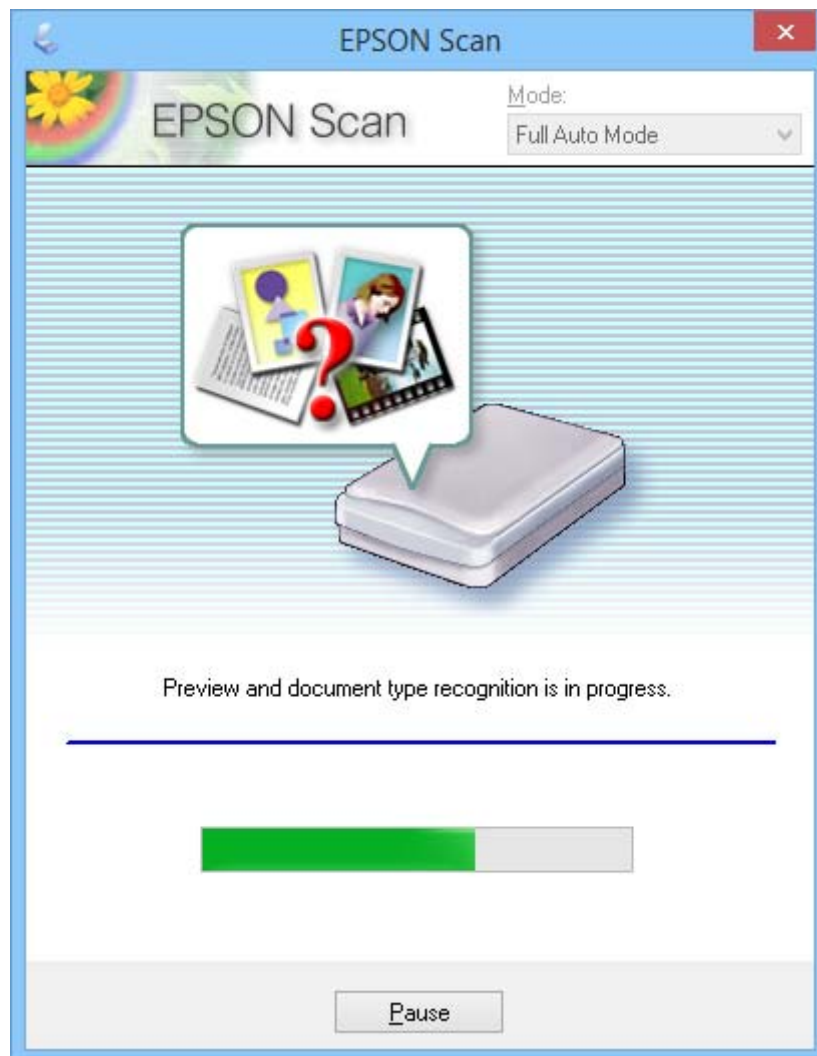 EPSON Scan
EPSON Scan
Mode:
Full Auto Mode
Preview and document type recognition is in progress.
Pause